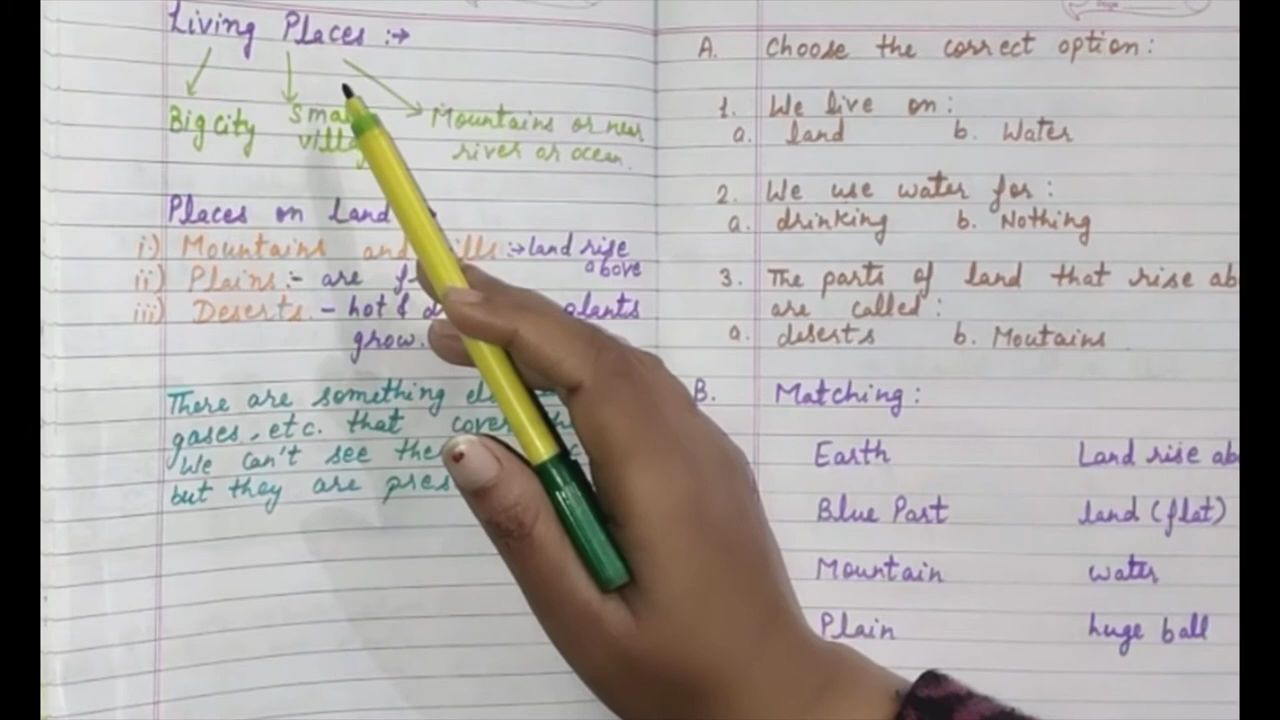 Living Places :→
Big city
Small
Mountains or near
river or ocean.
Places on Land
i) Mountains and :→ land rise
above
ii) Plains :- are
iii) Deserts. - hot & plants
grow.
There are something
gases, etc. that
We can't see
but they are
A. Choose the correct option:
1. We live on:
a. land b. Water
2. We use water for:
a. drinking b. Nothing
3. The parts of land that rise
are called:
a. deserts b. Moutains
B. Matching:
Earth Land rise
Blue Part land (flat)
Mountain water
Plain huge ball